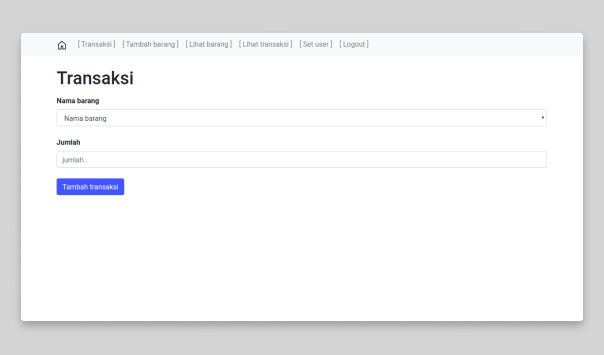 [ Transaksi ] [ Tambah barang ] [ Lihat barang ] [ Lihat transaksi ] [ Set user ] [ Logout ]
Transaksi
Nama barang
Nama barang
Jumlah
jumlah..
Tambah transaksi